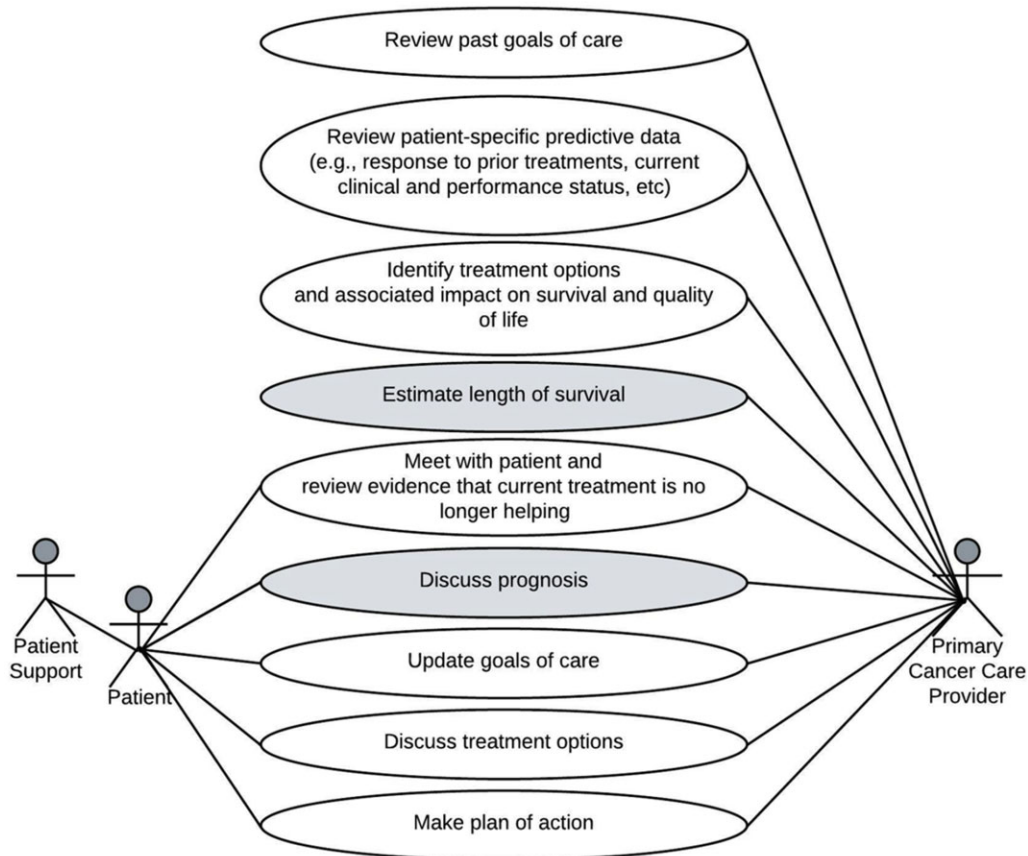 Review past goals of care
Review patient-specific predictive data
(e.g., response to prior treatments, current
clinical and performance status, etc)
Identify treatment options
and associated impact on survival and quality
of life
Estimate length of survival
Meet with patient and
review evidence that current treatment is no
longer helping
Discuss prognosis
Update goals of care
Discuss treatment options
Make plan of action
Patient
Support
Patient
Primary
Cancer Care
Provider